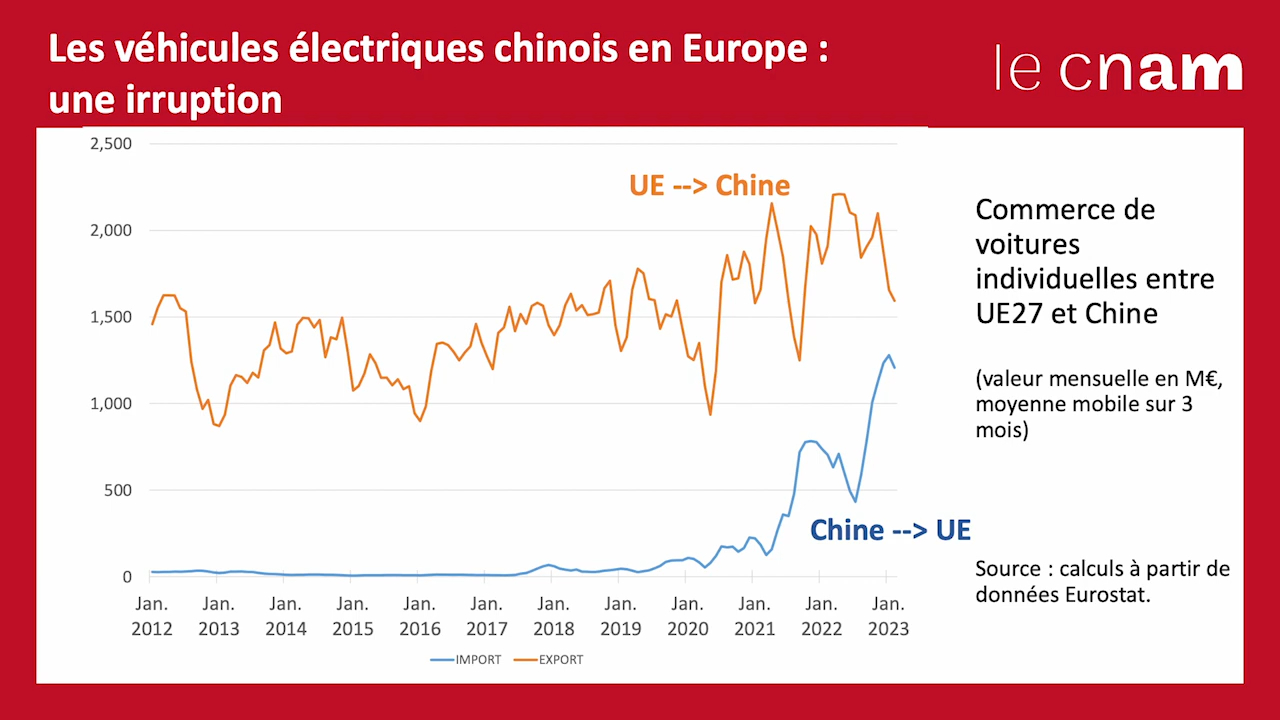 Les véhicules électriques chinois en Europe :
une irruption
le cnam
2,500
2,000
1,500
1,000
500
0
UE --> Chine
Chine --> UE
Jan. Jan. Jan. Jan. Jan. Jan. Jan. Jan. Jan. Jan. Jan. Jan.
2012 2013 2014 2015 2016 2017 2018 2019 2020 2021 2022 2023
IMPORT EXPORT
Commerce de
voitures
individuelles entre
UE27 et Chine
(valeur mensuelle en M€,
moyenne mobile sur 3
mois)
Source : calculs à partir de
données Eurostat.